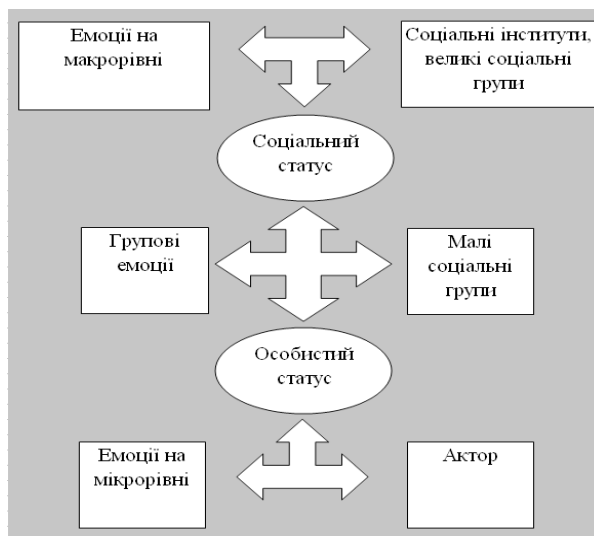 Емоції на
макрорівні
Соціальні інститути,
великі соціальні
групи
Соціальний
статус
Групові
емоції
Малі
соціальні
групи
Особистий
статус
Емоції на
мікрорівні
Актор